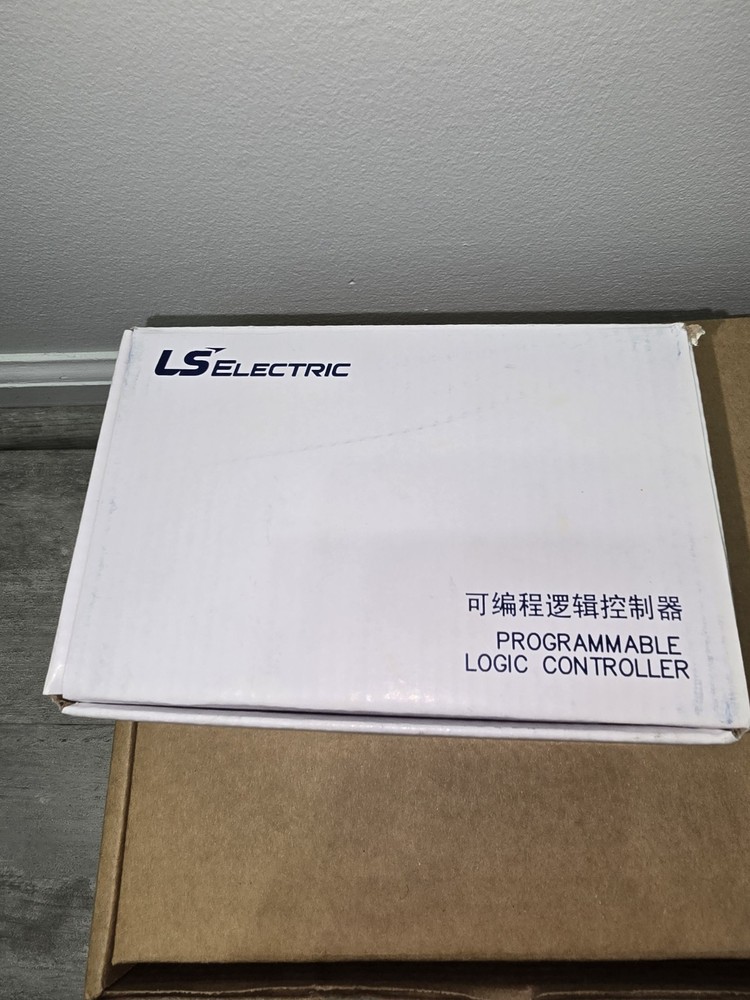 LS ELECTRIC
可编程逻辑控制器
PROGRAMMABLE
LOGIC CONTROLLER